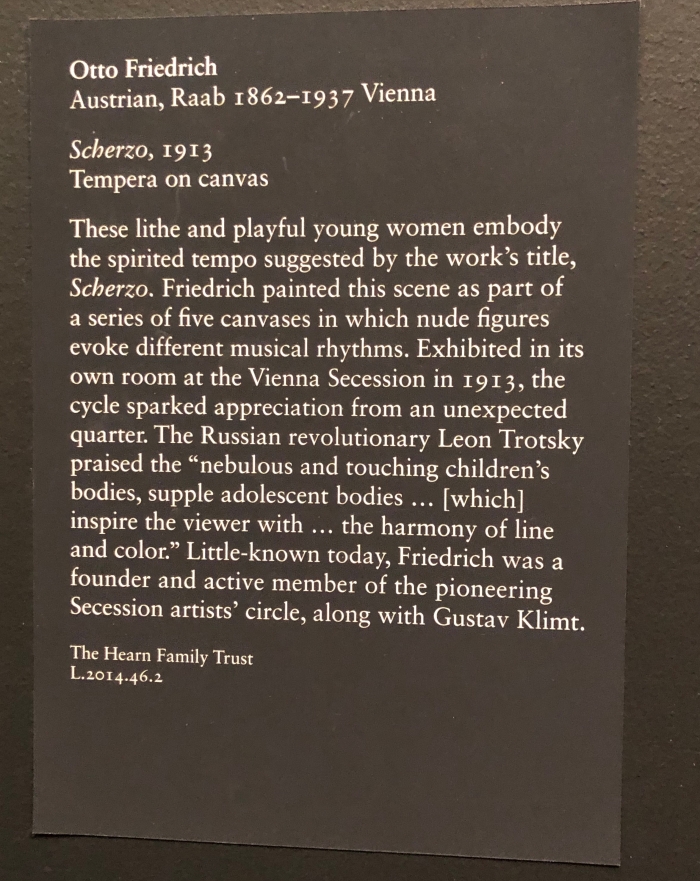 Otto Friedrich
Austrian, Raab 1862–1937 Vienna
Scherzo, 1913
Tempera on canvas
These lithe and playful young women embody
the spirited tempo suggested by the work’s title,
Scherzo. Friedrich painted this scene as part of
a series of five canvases in which nude figures
evoke different musical rhythms. Exhibited in its
own room at the Vienna Secession in 1913, the
cycle sparked appreciation from an unexpected
quarter. The Russian revolutionary Leon Trotsky
praised the “nebulous and touching children’s
bodies, supple adolescent bodies … [which]
inspire the viewer with … the harmony of line
and color.” Little-known today, Friedrich was a
founder and active member of the pioneering
Secession artists’ circle, along with Gustav Klimt.
The Hearn Family Trust
L.2014.46.2